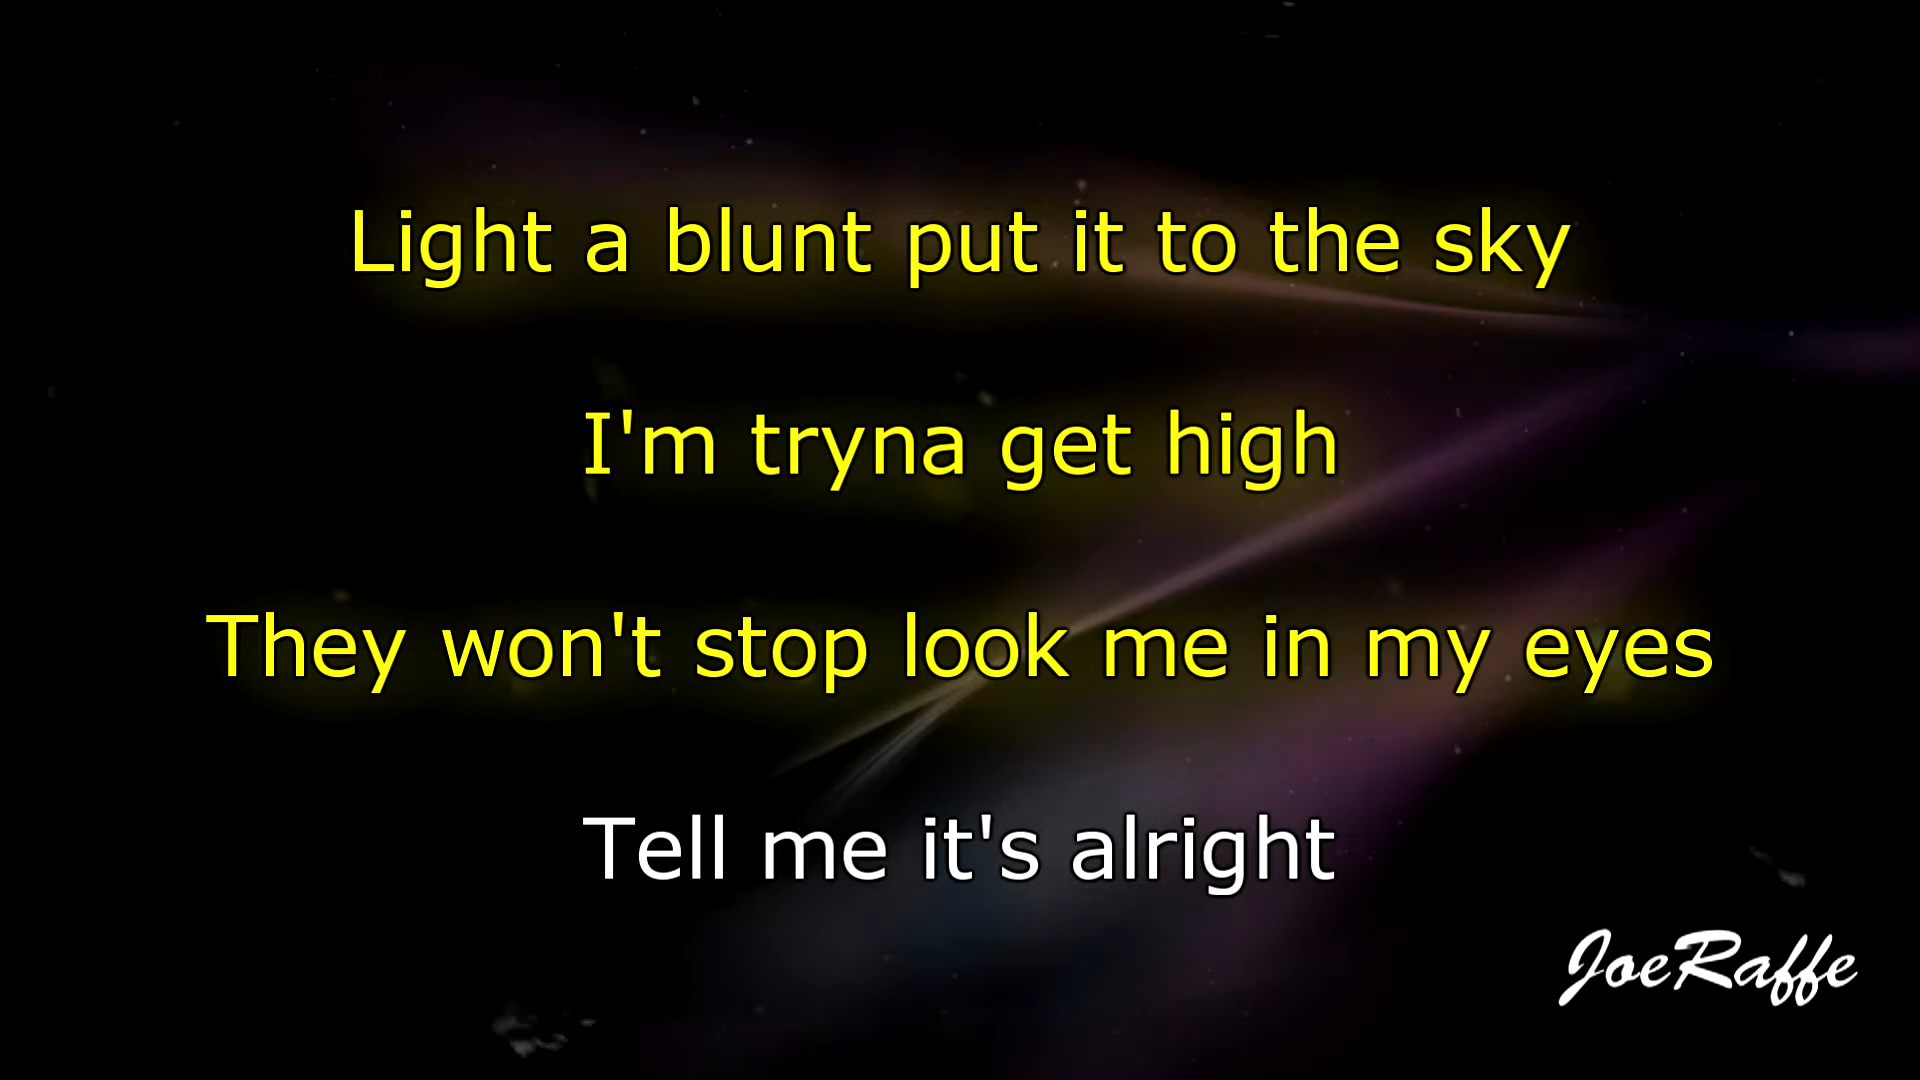 Light a blunt put it to the sky
I'm tryna get high
They won't stop look me in my eyes
Tell me it's alright
JoeRaffe